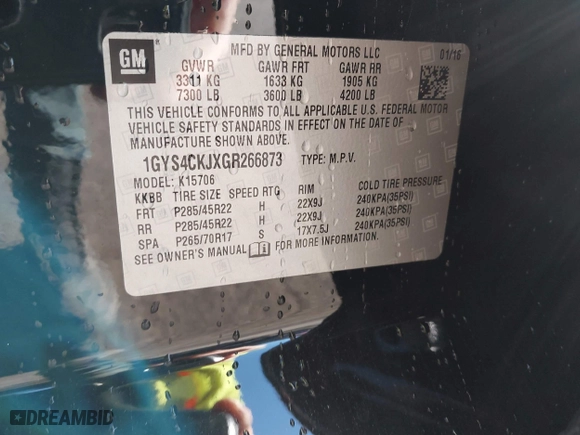 GM
MFD BY GENERAL MOTORS LLC 01/16
GVWR GAWR FRT GAWR RR
3311 KG 1633 KG 1905 KG
7300 LB 3600 LB 4200 LB
THIS VEHICLE CONFORMS TO ALL APPLICABLE U.S. FEDERAL MOTOR
VEHICLE SAFETY STANDARDS IN EFFECT ON THE DATE OF
MANUFACTURE SHOWN ABOVE.
1GYS4CKJXGR266873 TYPE: M.P.V.
MODEL: K15706
KKBB TIRE SIZE SPEED RTG RIM COLD TIRE PRESSURE
FRT P285/45R22 H 22X9J 240KPA(35PSI)
RR P285/45R22 H 22X9J 240KPA(35PSI)
SPA P265/70R17 S 17X7.5J 240KPA(35PSI)
SEE OWNER'S MANUAL FOR MORE INFORMATION.
DREAMBID